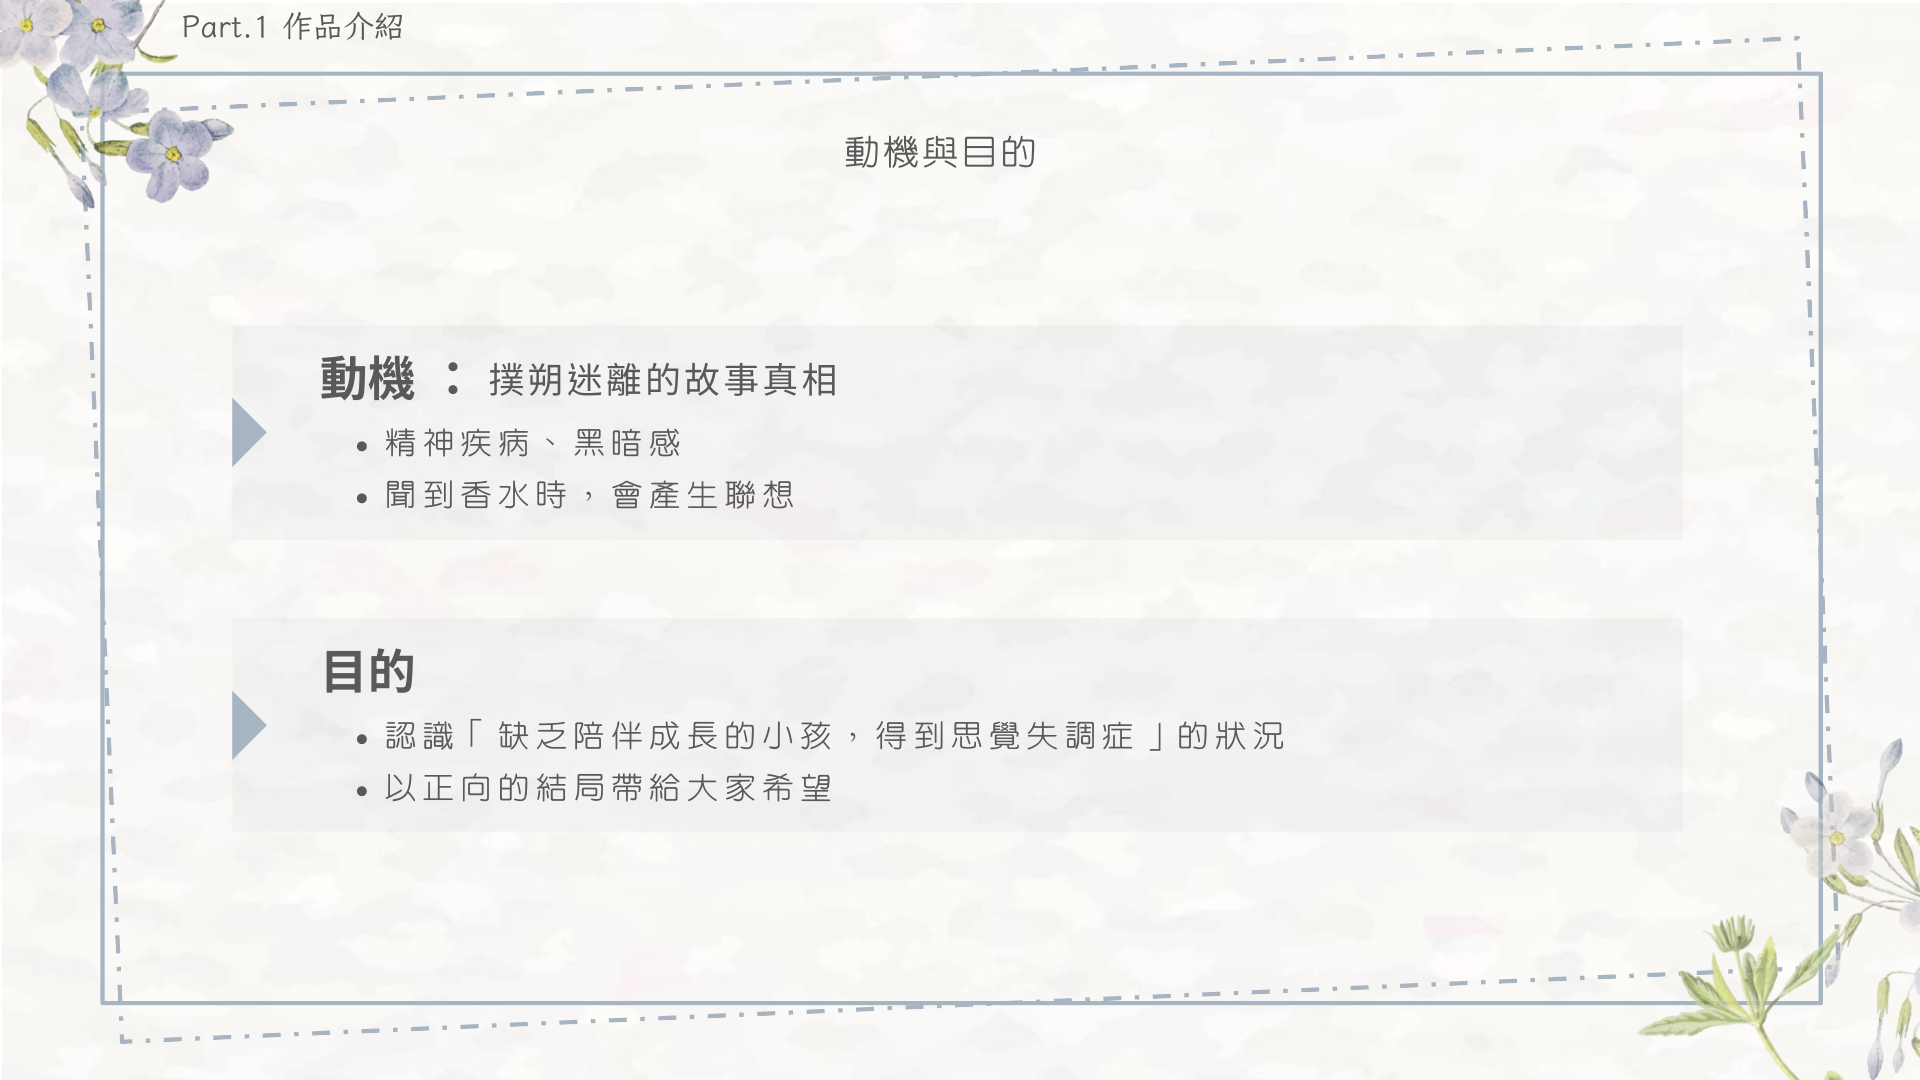 Part.1 作品介紹
動機與目的
動機 ： 撲朔迷離的故事真相
• 精神疾病、黑暗感
• 聞到香水時，會產生聯想
目的
• 認識「缺乏陪伴成長的小孩，得到思覺失調症」的狀況
• 以正向的結局帶給大家希望